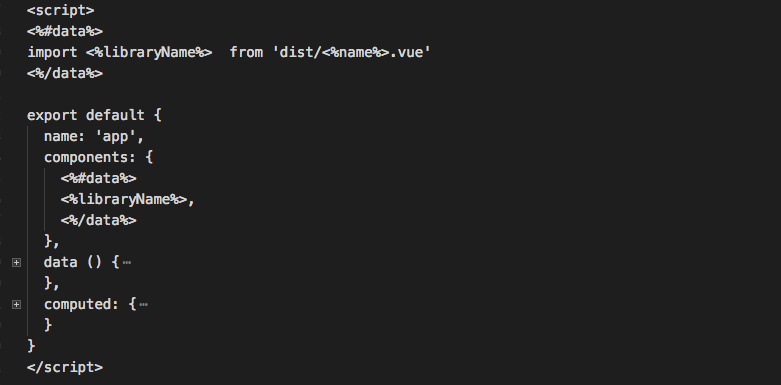 <script>
<%#data%>
import <%libraryName%>  from 'dist/<%name%>.vue'
<%/data%>
export default {
name: 'app',
components: {
<%#data%>
<%libraryName%>,
<%/data%>
},
data () {⋯
},
computed: {⋯
}
}
</script>